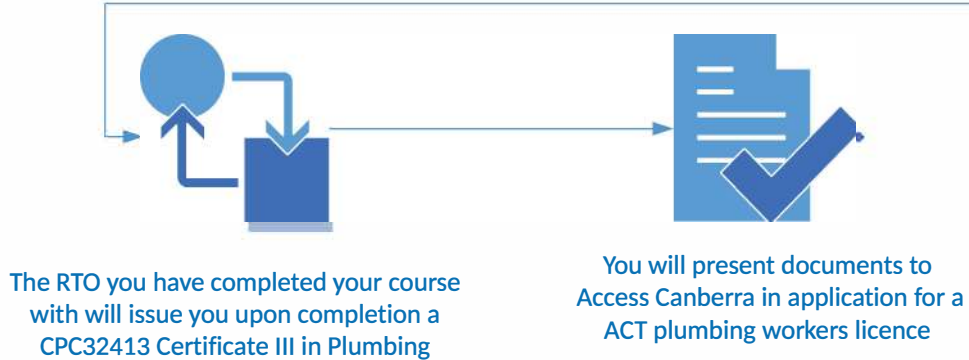 The RTO you have completed your course
with will issue you upon completion a
CPC32413 Certificate III in Plumbing
You will present documents to
Access Canberra in application for a
ACT plumbing workers licence